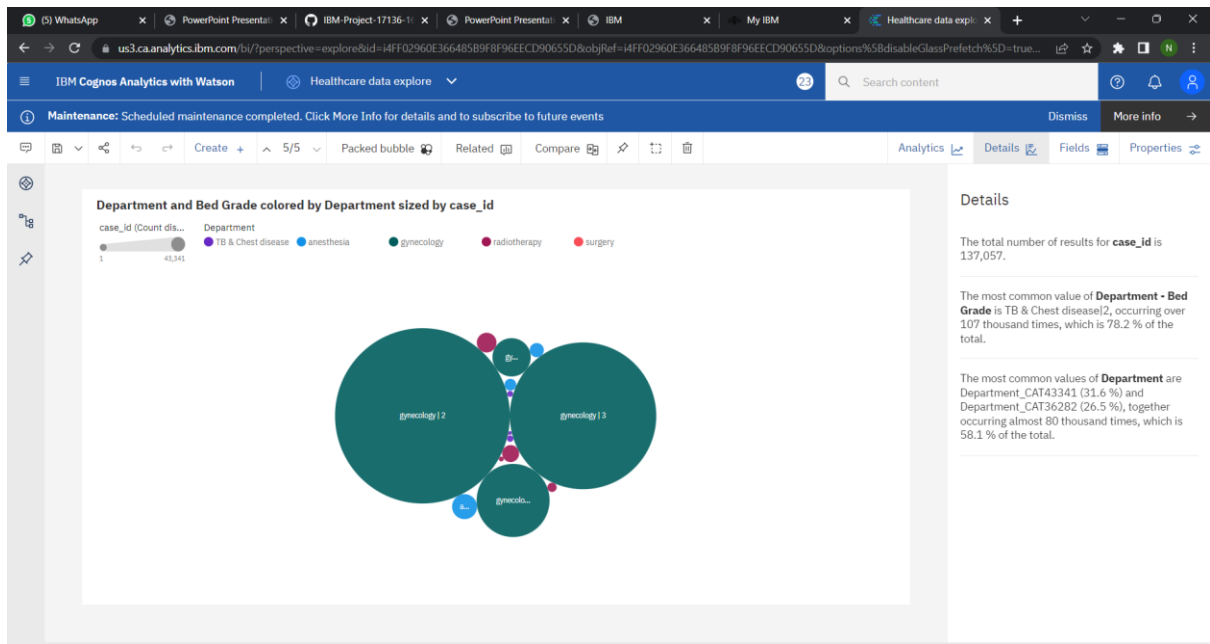 (5) WhatsApp
PowerPoint Presentati
IBM-Project-17136-16
PowerPoint Presentati
IBM
My IBM
Healthcare data explo
us3.ca.analytics.ibm.com/bi/?perspective=explore&id=i4FF02960E366485B9F8F96EECD90655D&objRef=i4FF02960E366485B9F8F96EECD90655D&options%5BdisableGlassPrefetch%5D=true...
N
IBM Cognos Analytics with Watson
Healthcare data explore
23
Search content
Maintenance: Scheduled maintenance completed. Click More Info for details and to subscribe to future events
Dismiss
More info
Create
5/5
Packed bubble
Related
Compare
Analytics
Details
Fields
Properties
Department and Bed Grade colored by Department sized by case_id
case_id (Count dis...
1
43,341
Department
TB & Chest disease
anesthesia
gynecology
radiotherapy
surgery
gy...
gynecology | 2
gynecology | 3
gynecolo...
a...
Details
The total number of results for case_id is
137,057.
The most common value of Department - Bed
Grade is TB & Chest disease|2, occurring over
107 thousand times, which is 78.2 % of the
total.
The most common values of Department are
Department_CAT43341 (31.6 %) and
Department_CAT36282 (26.5 %), together
occurring almost 80 thousand times, which is
58.1 % of the total.